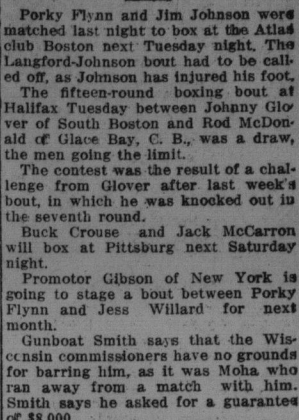 Porky Flynn and Jim Johnson were
matched last night to box at the Atlas
club Boston next Tuesday night. The
Langford-Johnson bout had to be call-
ed off, as Johnson has injured his foot.
The fifteen-round boxing bout at
Halifax Tuesday between Johnny Glo-
ver of South Boston and Rod McDon-
ald of Glace Bay, C. B., was a draw,
the men going the limit.
The contest was the result of a chal-
lenge from Glover after last week's
bout, in which he was knocked out in
the seventh round.
Buck Crouse and Jack McCarron
will box at Pittsburg next Saturday
night.
Promotor Gibson of New York is
going to stage a bout between Porky
Flynn and Jess Willard for next
month.
Gunboat Smith says that the Wis-
consin commissioners have no grounds
for barring him, as it was Moha who
ran away from a match with him.
Smith says he asked for a guarantee
of $8,000